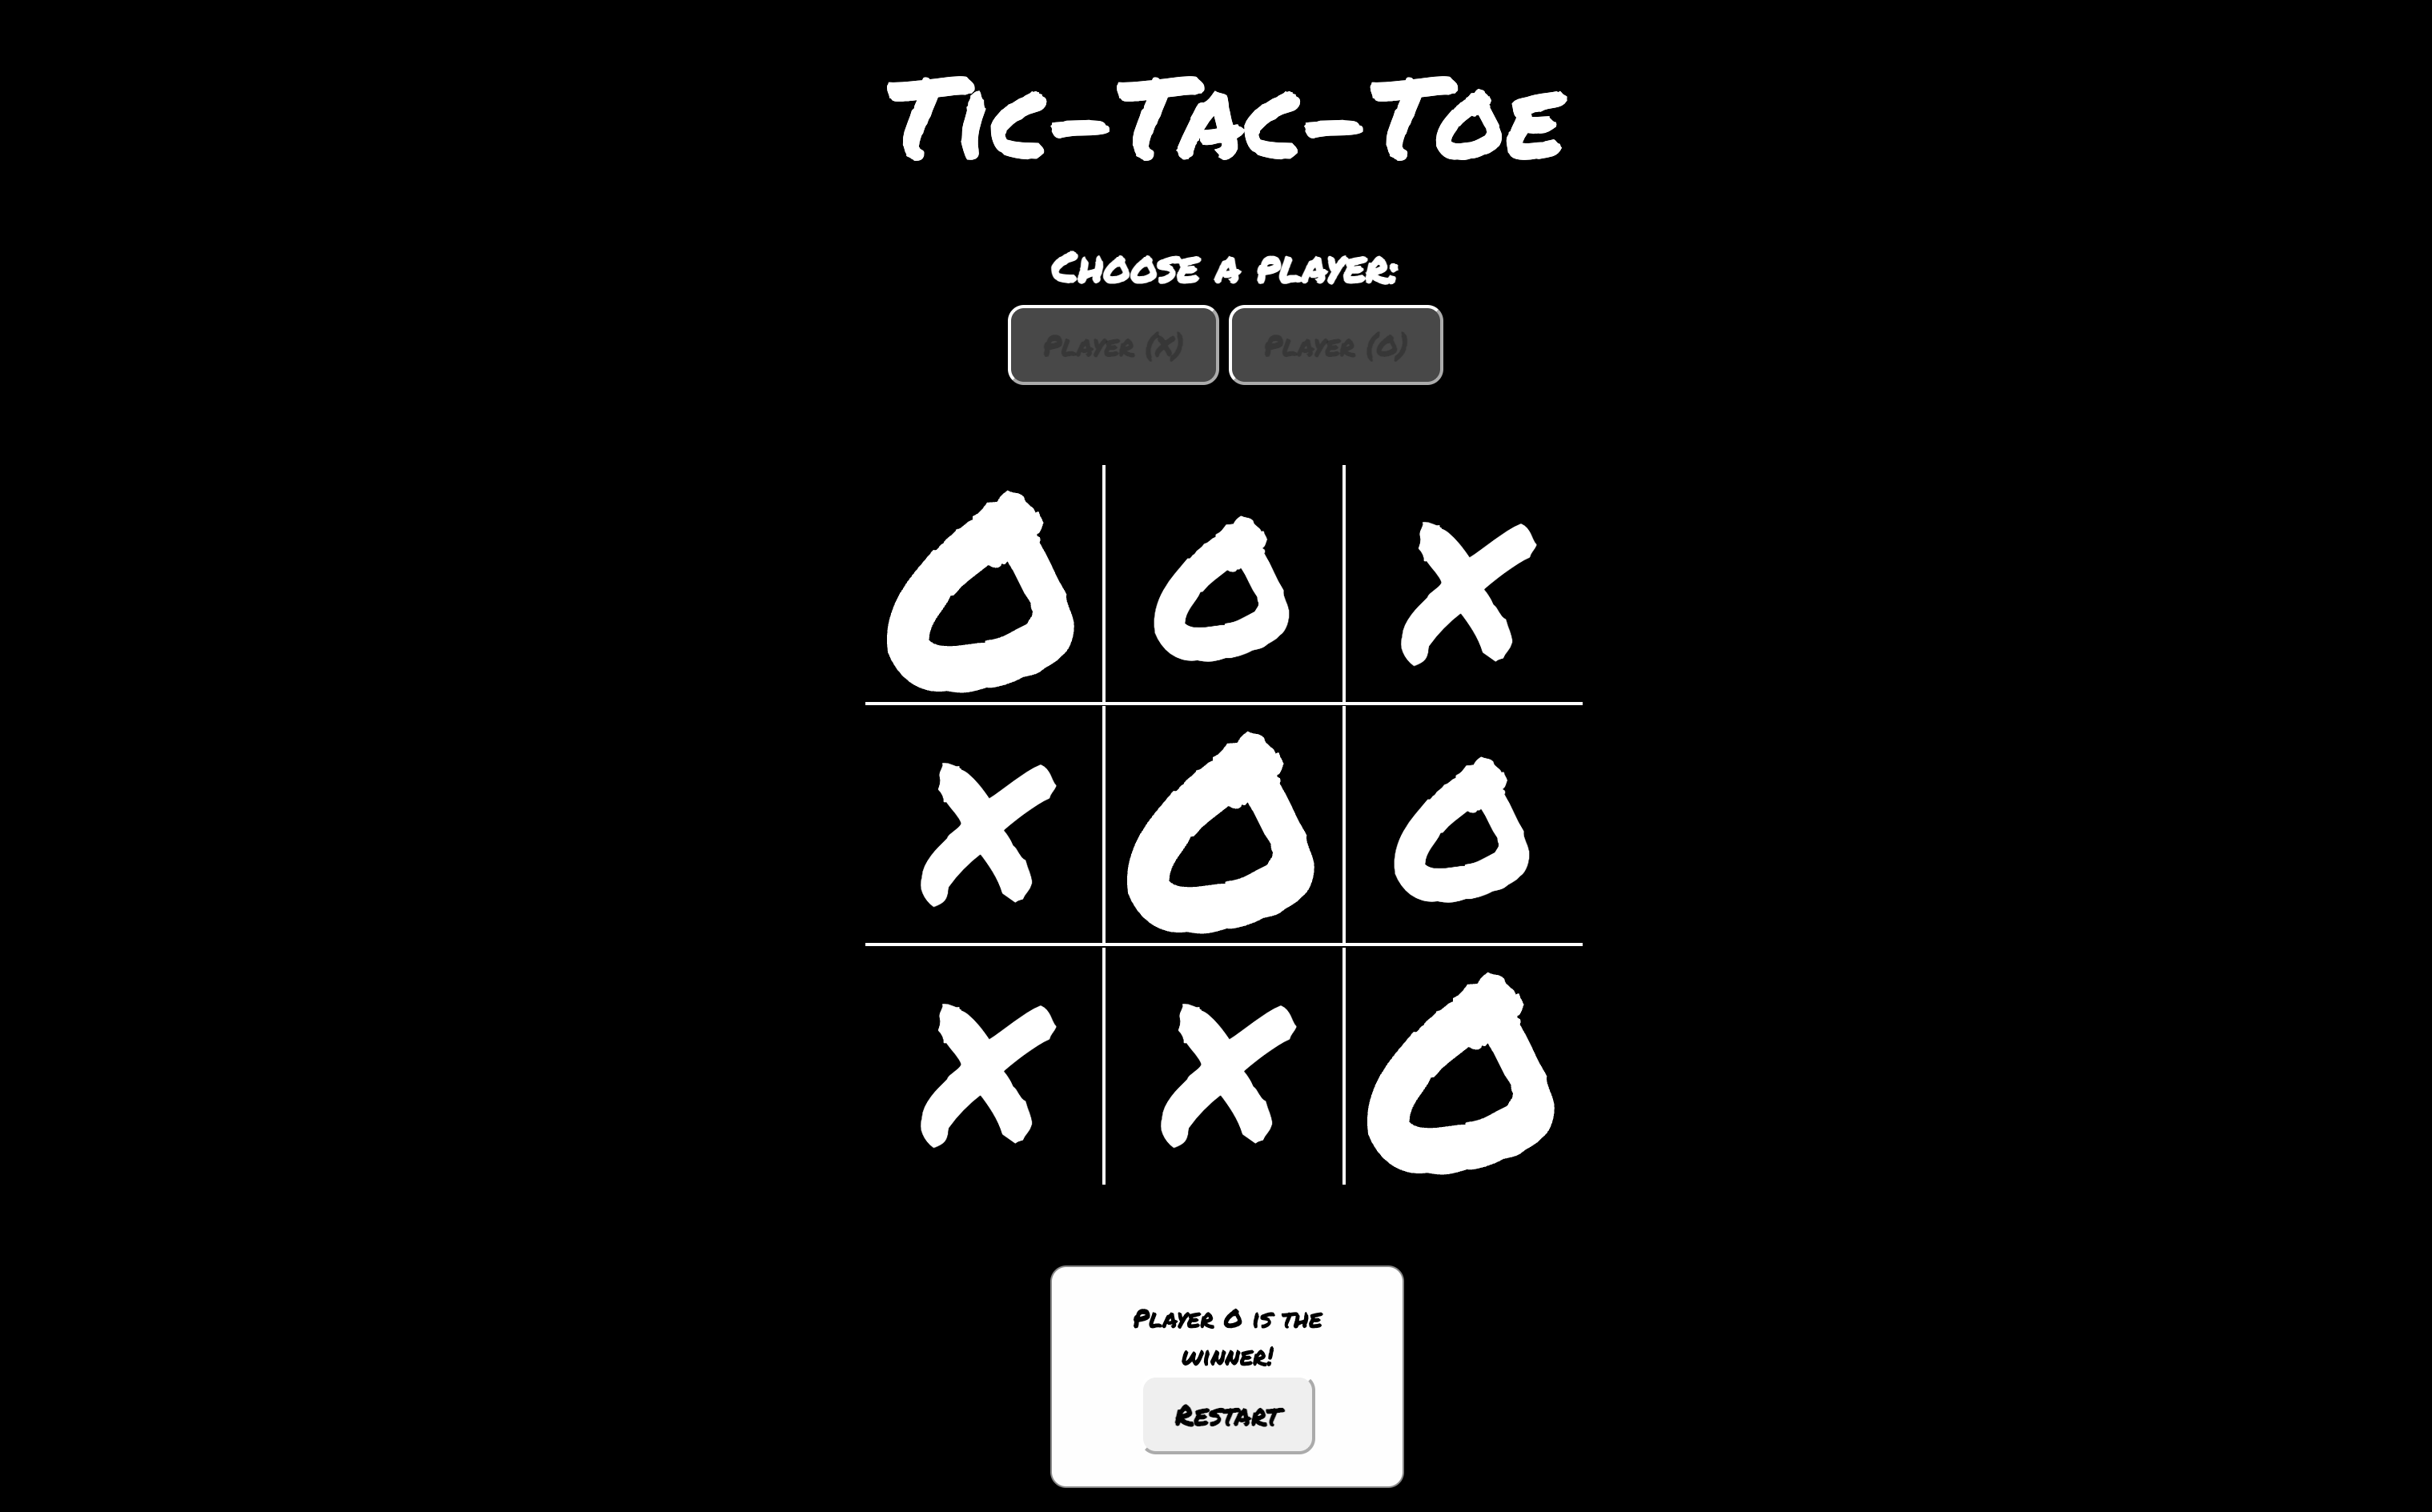 TIC-TAC-TOE
CHOOSE A PLAYER:
PLAYER (X) PLAYER (O)
O O X
X O O
X X O
PLAYER O IS THE
WINNER!
RESTART